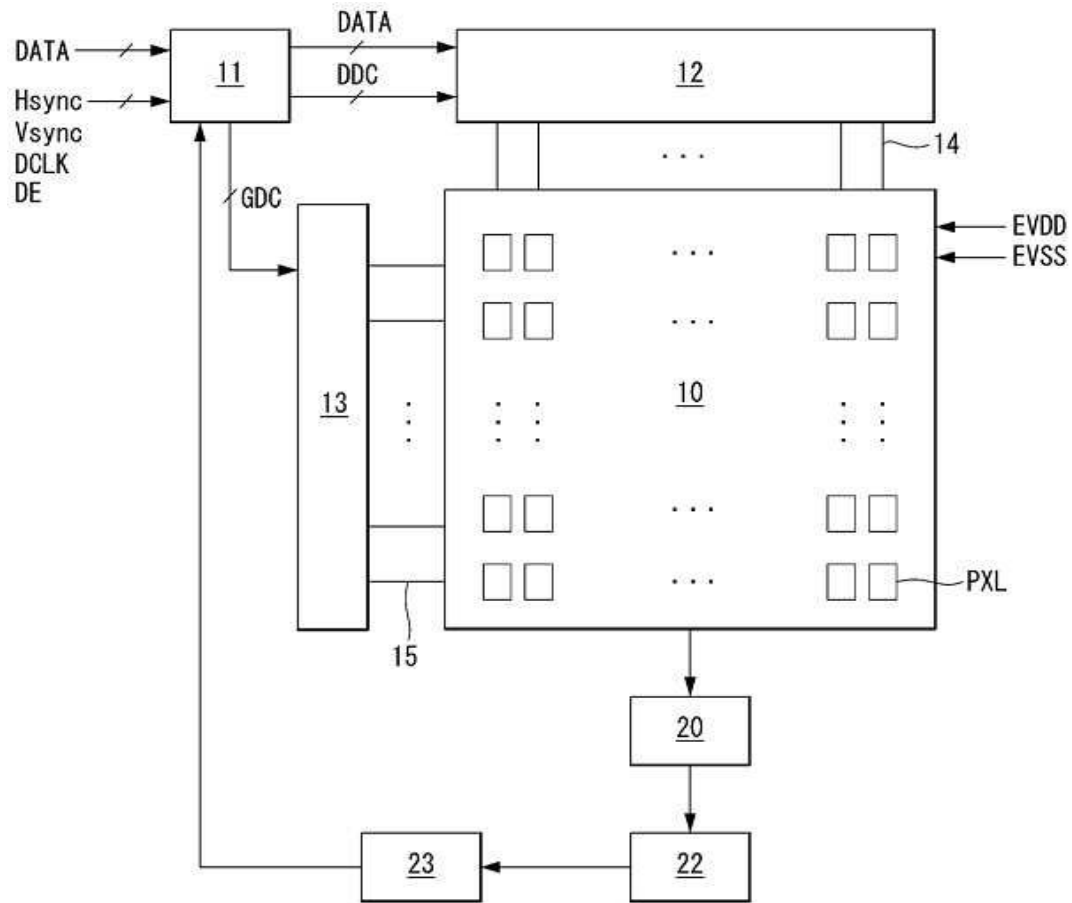 DATA
Hsync
Vsync
DCLK
DE
11
DATA
DDC
12
GDC
14
EVDD
EVSS
13
10
15
PXL
20
23
22